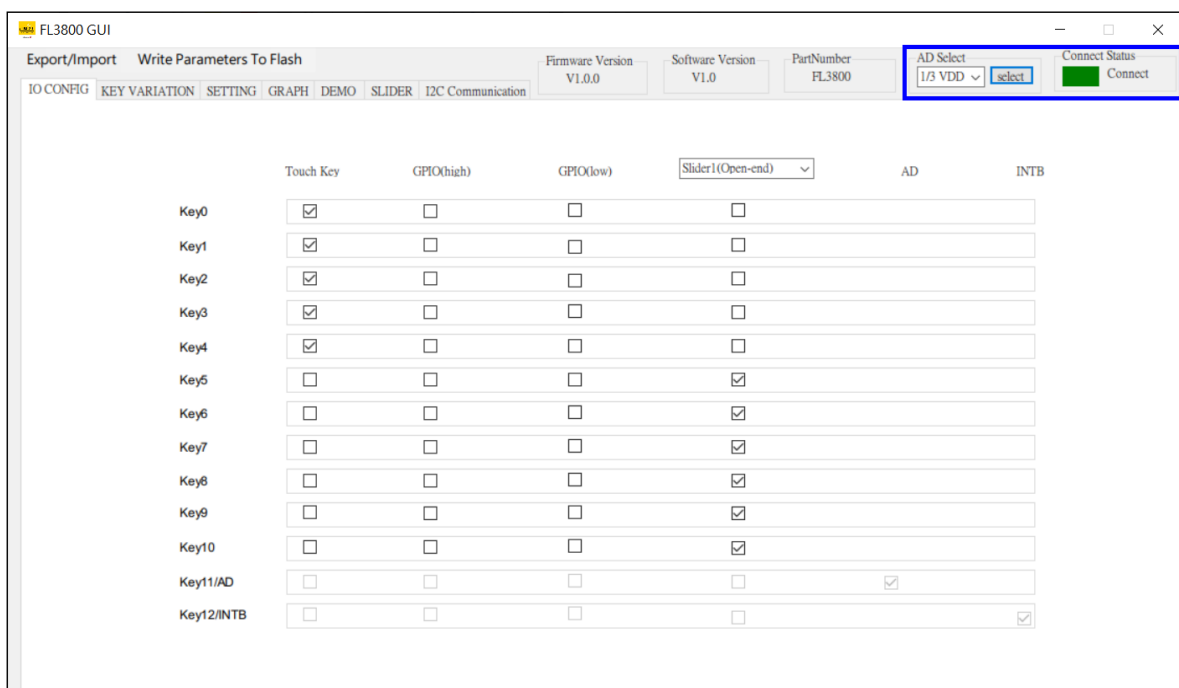 FL3800 GUI
Export/Import Write Parameters To Flash
Firmware Version
V1.0.0
Software Version
V1.0
PartNumber
FL3800
AD Select
1/3 VDD select
Connect Status
Connect
IO CONFIG KEY VARIATION SETTING GRAPH DEMO SLIDER I2C Communication
Touch Key GPIO(high) GPIO(low) Slider1(Open-end) AD INTB
Key0
Key1
Key2
Key3
Key4
Key5
Key6
Key7
Key8
Key9
Key10
Key11/AD
Key12/INTB